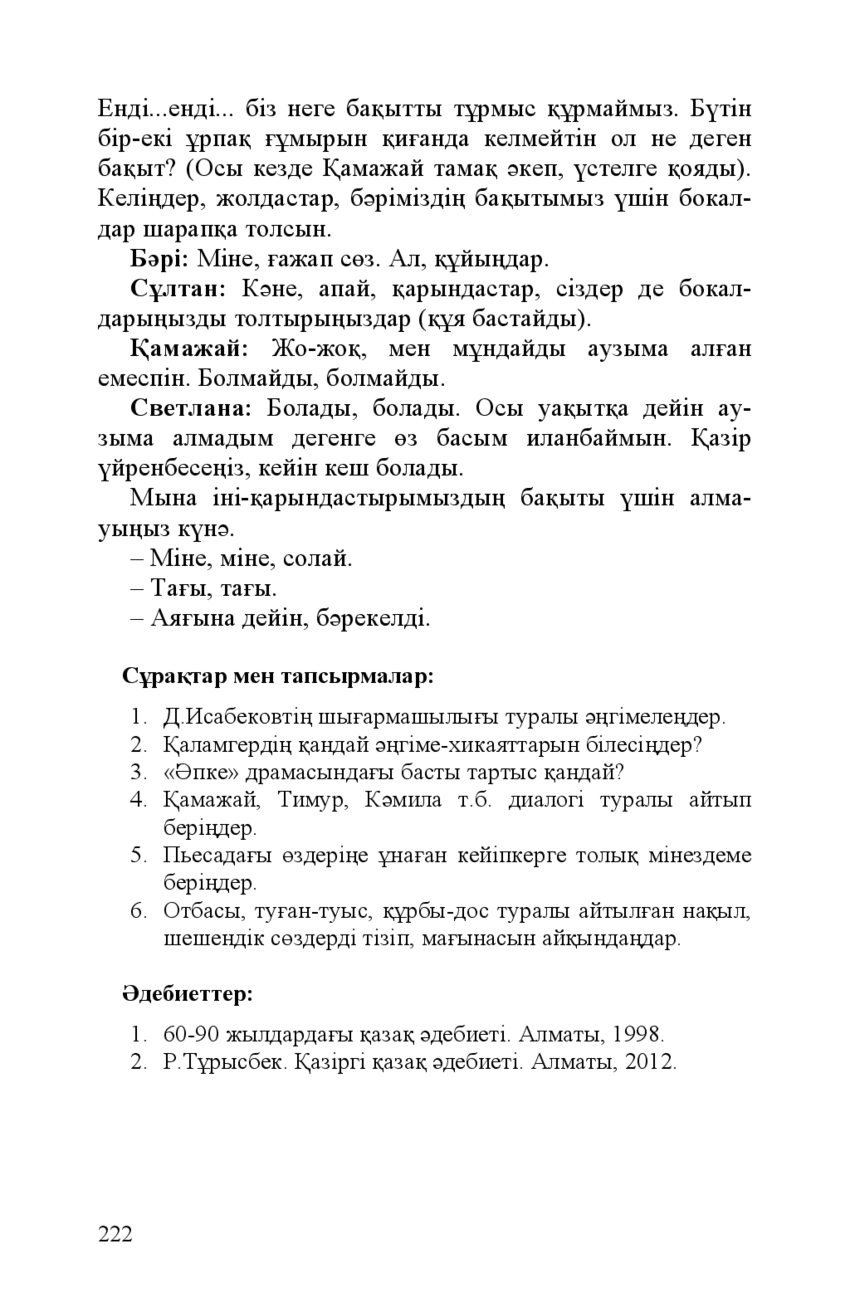 Енді...енді... біз неге бақытты тұрмыс құрмаймыз. Бүтін
бір-екі ұрпақ ғұмырын қиғанда келмейтін ол не деген
бақыт? (Осы кезде Қамажай тамақ әкеп, үстелге қояды).
Келіңдер, жолдастар, бәріміздің бақытымыз үшін бокал-
дар шарапқа толсын.
Бәрі: Міне, ғажап сөз. Ал, құйыңдар.
Сұлтан: Кәне, апай, қарындастар, сіздер де бокал-
дарыңызды толтырыңыздар (құя бастайды).
Қамажай: Жо-жоқ, мен мұндайды аузыма алған
емеспін. Болмайды, болмайды.
Светлана: Болады, болады. Осы уақытқа дейін ау-
зыма алмадым дегенге өз басым иланбаймын. Қазір
үйренбесеңіз, кейін кеш болады.
Мына іні-қарындастырымыздың бақыты үшін алма-
уыңыз күнә.
– Міне, міне, солай.
– Тағы, тағы.
– Аяғына дейін, бәрекелді.
Сұрақтар мен тапсырмалар:
1. Д.Исабековтің шығармашылығы туралы әңгімелеңдер.
2. Қаламгердің қандай әңгіме-хикаяттарын білесіңдер?
3. «Әпке» драмасындағы басты тартыс қандай?
4. Қамажай, Тимур, Кәмила т.б. диалогі туралы айтып
беріңдер.
5. Пьесадағы өздеріңе ұнаған кейіпкерге толық мінездеме
беріңдер.
6. Отбасы, туған-туыс, құрбы-дос туралы айтылған нақыл,
шешендік сөздерді тізіп, мағынасын айқындаңдар.
Әдебиеттер:
1. 60-90 жылдардағы қазақ әдебиеті. Алматы, 1998.
2. Р.Тұрысбек. Қазіргі қазақ әдебиеті. Алматы, 2012.
222